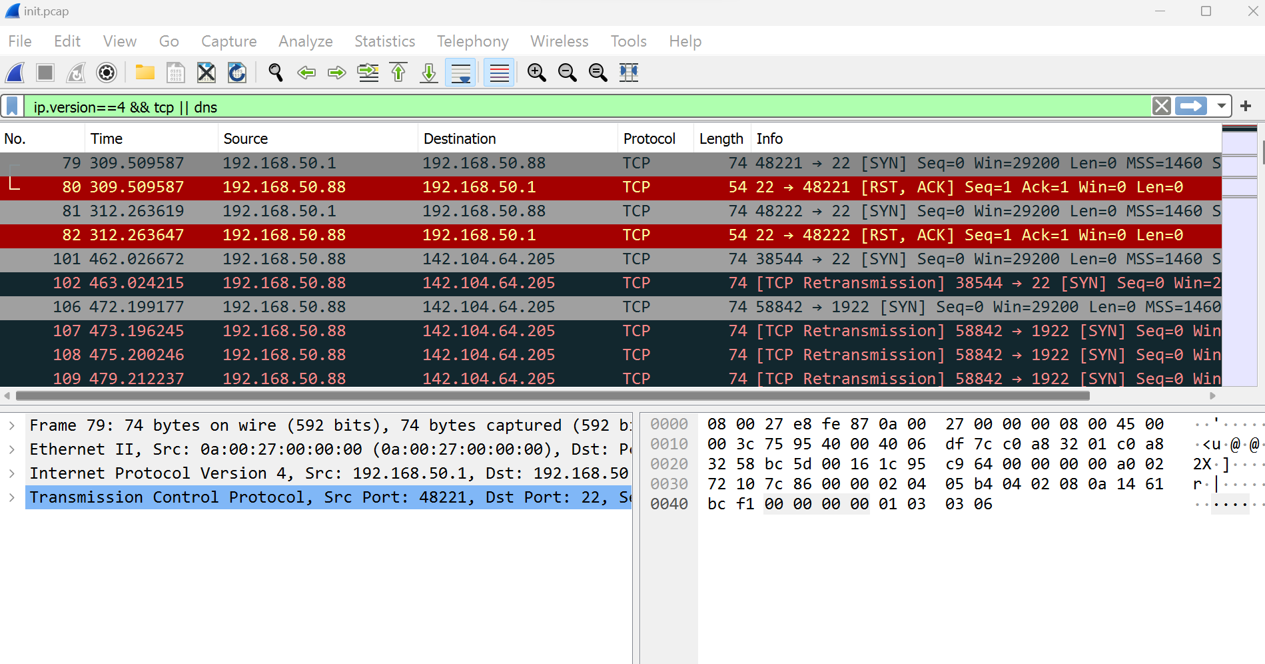 init.pcap
File Edit View Go Capture Analyze Statistics Telephony Wireless Tools Help
ip.version==4 && tcp || dns
No. Time Source Destination Protocol Length Info
79 309.509587 192.168.50.1 192.168.50.88 TCP 74 48221 → 22 [SYN] Seq=0 Win=29200 Len=0 MSS=1460 S
80 309.509587 192.168.50.88 192.168.50.1 TCP 54 22 → 48221 [RST, ACK] Seq=1 Ack=1 Win=0 Len=0
81 312.263619 192.168.50.1 192.168.50.88 TCP 74 48222 → 22 [SYN] Seq=0 Win=29200 Len=0 MSS=1460 S
82 312.263647 192.168.50.88 192.168.50.1 TCP 54 22 → 48222 [RST, ACK] Seq=1 Ack=1 Win=0 Len=0
101 462.026672 192.168.50.88 142.104.64.205 TCP 74 38544 → 22 [SYN] Seq=0 Win=29200 Len=0 MSS=1460 S
102 463.024215 192.168.50.88 142.104.64.205 TCP 74 [TCP Retransmission] 38544 → 22 [SYN] Seq=0 Win=2
106 472.199177 192.168.50.88 142.104.64.205 TCP 74 58842 → 1922 [SYN] Seq=0 Win=29200 Len=0 MSS=1460
107 473.196245 192.168.50.88 142.104.64.205 TCP 74 [TCP Retransmission] 58842 → 1922 [SYN] Seq=0 Win
108 475.200246 192.168.50.88 142.104.64.205 TCP 74 [TCP Retransmission] 58842 → 1922 [SYN] Seq=0 Win
109 479.212237 192.168.50.88 142.104.64.205 TCP 74 [TCP Retransmission] 58842 → 1922 [SYN] Seq=0 Win
Frame 79: 74 bytes on wire (592 bits), 74 bytes captured (592 b
Ethernet II, Src: 0a:00:27:00:00:00 (0a:00:27:00:00:00), Dst: P
Internet Protocol Version 4, Src: 192.168.50.1, Dst: 192.168.50
Transmission Control Protocol, Src Port: 48221, Dst Port: 22, S
0000 08 00 27 e8 fe 87 0a 00 27 00 00 00 08 00 45 00 ··'·····
0010 00 3c 75 95 40 00 40 06 df 7c c0 a8 32 01 c0 a8 ·<u·@·@·
0020 32 58 bc 5d 00 16 1c 95 c9 64 00 00 00 00 a0 02 2X·]····
0030 72 10 7c 86 00 00 02 04 05 b4 04 02 08 0a 14 61 r·|·····
0040 bc f1 00 00 00 00 01 03 03 06 ········